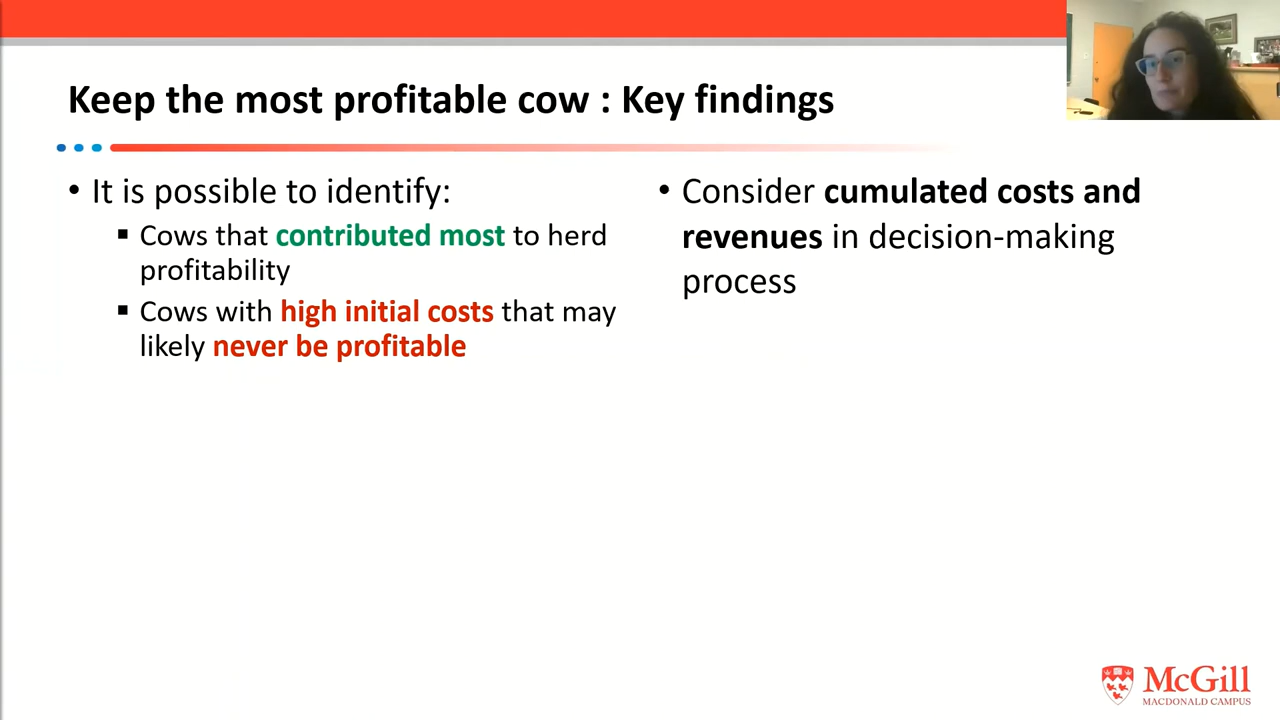 Keep the most profitable cow : Key findings
• It is possible to identify:
▪ Cows that contributed most to herd
profitability
▪ Cows with high initial costs that may
likely never be profitable
• Consider cumulated costs and
revenues in decision-making
process
McGill
MACDONALD CAMPUS